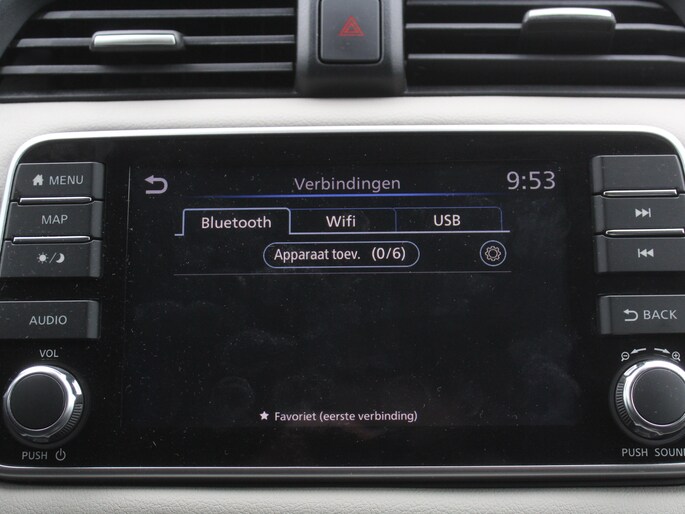 MENU
MAP
AUDIO
VOL
PUSH
Verbindingen
9:53
Bluetooth
Wifi
USB
Apparaat toev. (0/6)
★ Favoriet (eerste verbinding)
BACK
PUSH SOUN